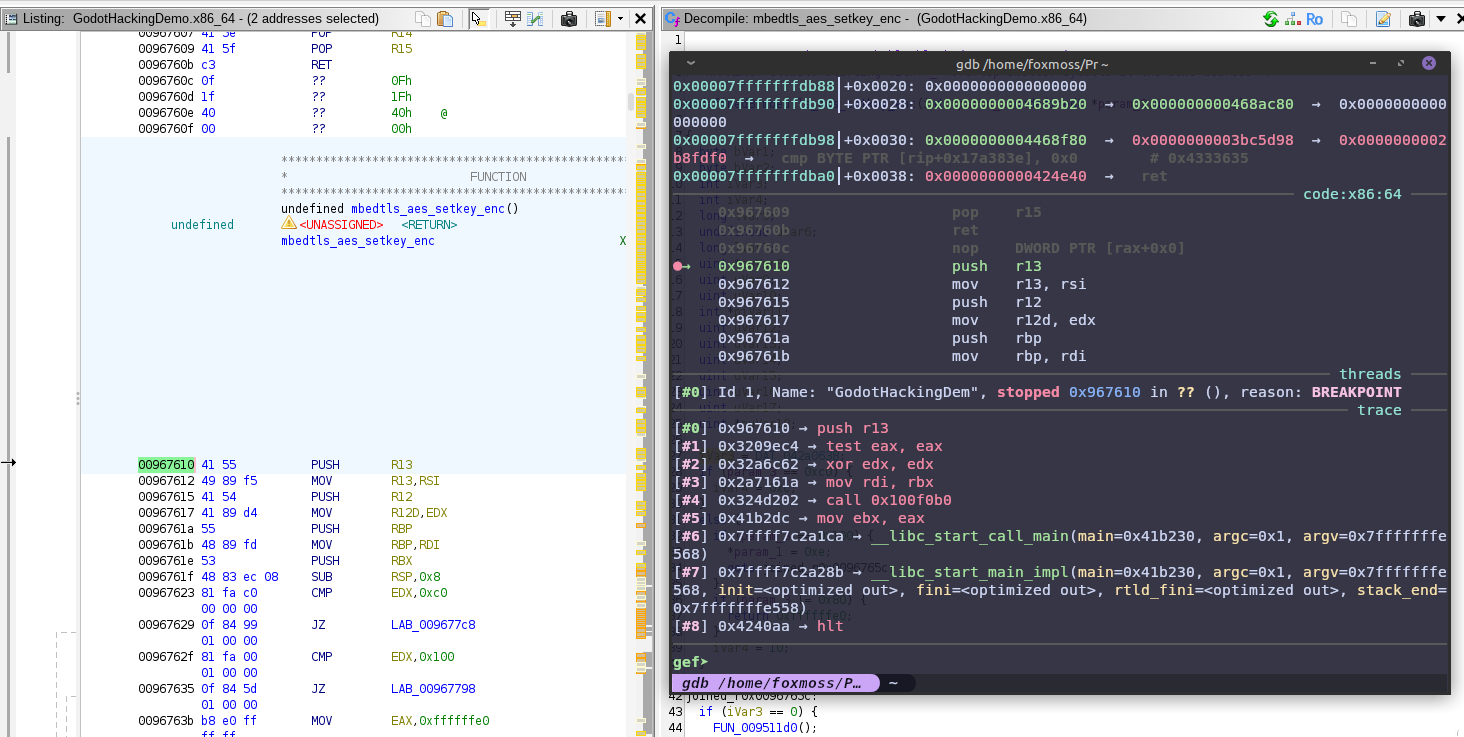 Listing: GodotHackingDemo.x86_64 - (2 addresses selected)
00967607 41 5e POP R14
00967609 41 5f POP R15
0096760b c3 RET
0096760c 0f ?? 0Fh
0096760d 1f ?? 1Fh
0096760e 40 ?? 40h @
0096760f 00 ?? 00h
*************************************************
* FUNCTION
*************************************************
undefined mbedtls_aes_setkey_enc()
undefined <UNASSIGNED> <RETURN>
mbedtls_aes_setkey_enc X
00967610 41 55 PUSH R13
00967612 49 89 f5 MOV R13,RSI
00967615 41 54 PUSH R12
00967617 41 89 d4 MOV R12D,EDX
0096761a 55 PUSH RBP
0096761b 48 89 fd MOV RBP,RDI
0096761e 53 PUSH RBX
0096761f 48 83 ec 08 SUB RSP,0x8
00967623 81 fa c0 CMP EDX,0xc0
00 00 00
00967629 0f 84 99 JZ LAB_009677c8
01 00 00
0096762f 81 fa 00 CMP EDX,0x100
01 00 00
00967635 0f 84 5d JZ LAB_00967798
01 00 00
0096763b b8 e0 ff MOV EAX,0xffffffe0
ff ff
Decompile: mbedtls_aes_setkey_enc - (GodotHackingDemo.x86_64)
Ro
1
gdb /home/foxmoss/Pr ~
0x00007fffffffdb88│+0x0020: 0x0000000000000000
0x00007fffffffdb90│+0x0028: 0x0000000004689b20 → 0x000000000468ac80 → 0x0000000000
000000
0x00007fffffffdb98│+0x0030: 0x0000000004468f80 → 0x0000000003bc5d98 → 0x0000000002
b8fdf0 → cmp BYTE PTR [rip+0x17a383e], 0x0 # 0x4333635
0x00007fffffffdba0│+0x0038: 0x0000000000424e40 → ret
code:x86:64
0x967609 pop r15
0x96760b ret
0x96760c nop DWORD PTR [rax+0x0]
0x967610 push r13
0x967612 mov r13, rsi
0x967615 push r12
0x967617 mov r12d, edx
0x96761a push rbp
0x96761b mov rbp, rdi
threads
[#0] Id 1, Name: "GodotHackingDem", stopped 0x967610 in ?? (), reason: BREAKPOINT
trace
[#0] 0x967610 → push r13
[#1] 0x3209ec4 → test eax, eax
[#2] 0x32a6c62 → xor edx, edx
[#3] 0x2a7161a → mov rdi, rbx
[#4] 0x324d202 → call 0x100f0b0
[#5] 0x41b2dc → mov ebx, eax
[#6] 0x7ffff7c2a1ca → __libc_start_call_main(main=0x41b230, argc=0x1, argv=0x7fffffffe
568)
[#7] 0x7ffff7c2a28b → __libc_start_main_impl(main=0x41b230, argc=0x1, argv=0x7fffffffe
568, init=<optimized out>, fini=<optimized out>, rtld_fini=<optimized out>, stack_end=
0x7fffffffe558)
[#8] 0x4240aa → hlt
gef➤
gdb /home/foxmoss/P… ~
42 joined_r0x0096765c:
43 if (iVar3 == 0) {
44 FUN_009511d0();